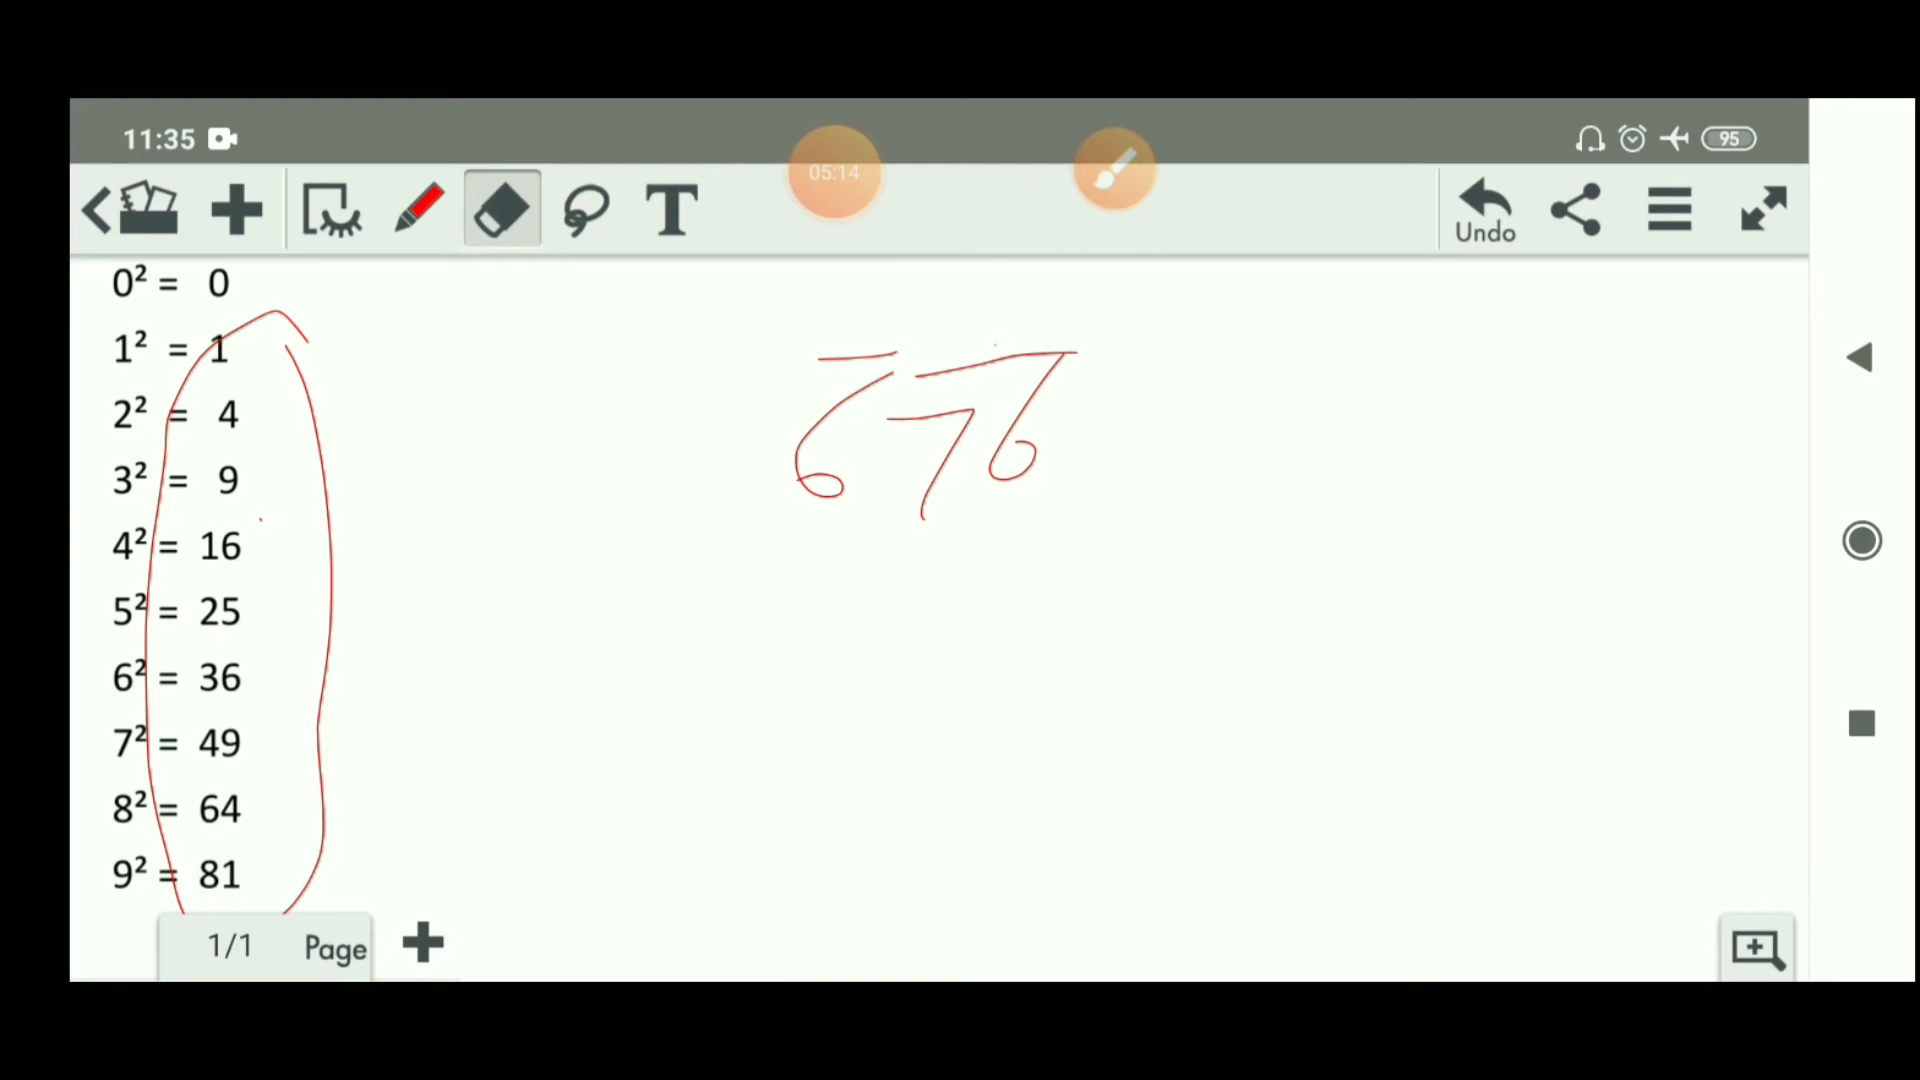 11:35
95
05:14
T
Undo
0² = 0
1² = 1
2² = 4
3² = 9
4² = 16
5² = 25
6² = 36
7² = 49
8² = 64
9² = 81
676
1/1 Page